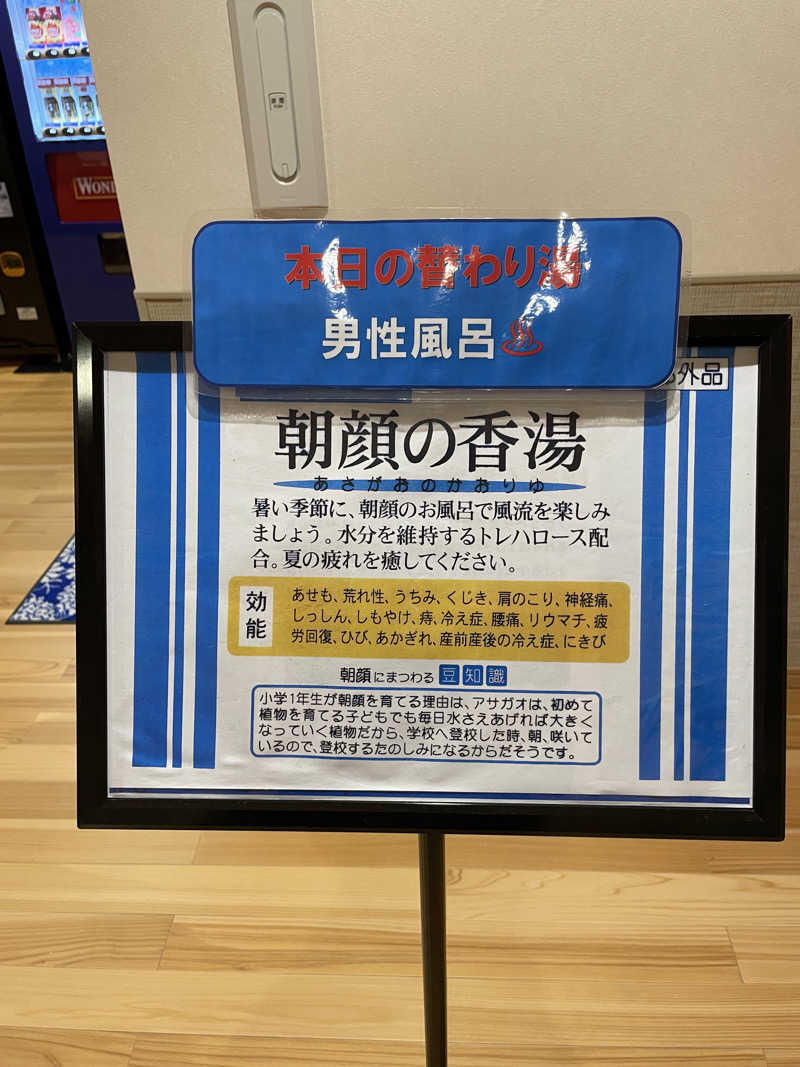 WON
本日の替わり湯
男性風呂♨
外品
朝顔の香湯
あさがおのかおりゆ
暑い季節に、朝顔のお風呂で風流を楽しみ
ましょう。水分を維持するトレハロース配
合。夏の疲れを癒してください。
効能
あせも、荒れ性、うちみ、くじき、肩のこり、神経痛、
しっしん、しもやけ、痔、冷え症、腰痛、リウマチ、疲
労回復、ひび、あかぎれ、産前産後の冷え症、にきび
朝顔にまつわる豆知識
小学1年生が朝顔を育てる理由は、アサガオは、初めて
植物を育てる子どもでも毎日水さえあげれば大きく
なっていく植物だから、学校へ登校した時、朝、咲いて
いるので、登校するたのしみになるからだそうです。